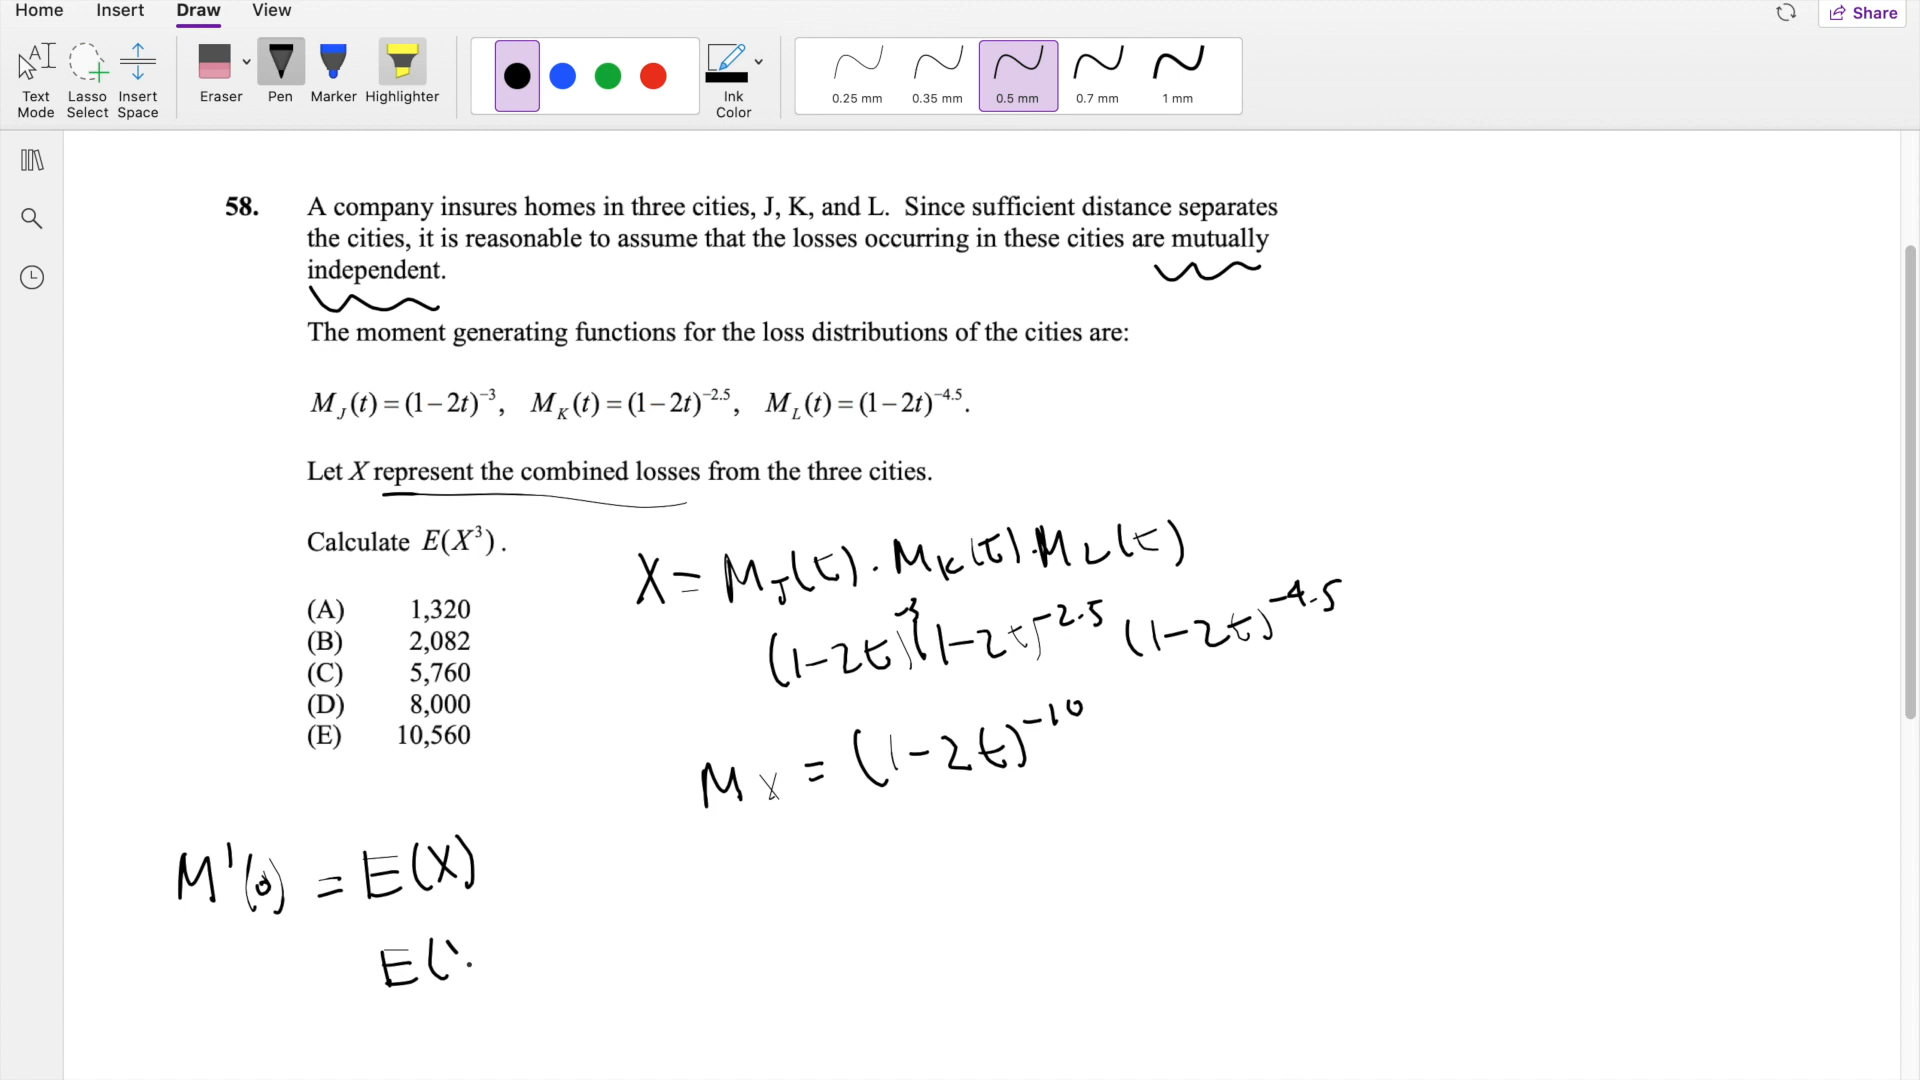 Home Insert Draw View Share
Text Mode Lasso Select Insert Space Eraser Pen Marker Highlighter Ink Color 0.25 mm 0.35 mm 0.5 mm 0.7 mm 1 mm
58. A company insures homes in three cities, J, K, and L. Since sufficient distance separates
the cities, it is reasonable to assume that the losses occurring in these cities are mutually
independent.
The moment generating functions for the loss distributions of the cities are:
M_J(t) = (1−2t)^{−3}, M_K(t) = (1−2t)^{−2.5}, M_L(t) = (1−2t)^{−4.5}.
Let X represent the combined losses from the three cities.
Calculate E(X³).
X = M_J(t) · M_K(t) · M_L(t)
(1−2t)^{−3} (1−2t)^{−2.5} (1−2t)^{−4.5}
(A) 1,320
(B) 2,082
(C) 5,760
(D) 8,000
(E) 10,560
M_X = (1−2t)^{−10}
M'(0) = E(X)
E(